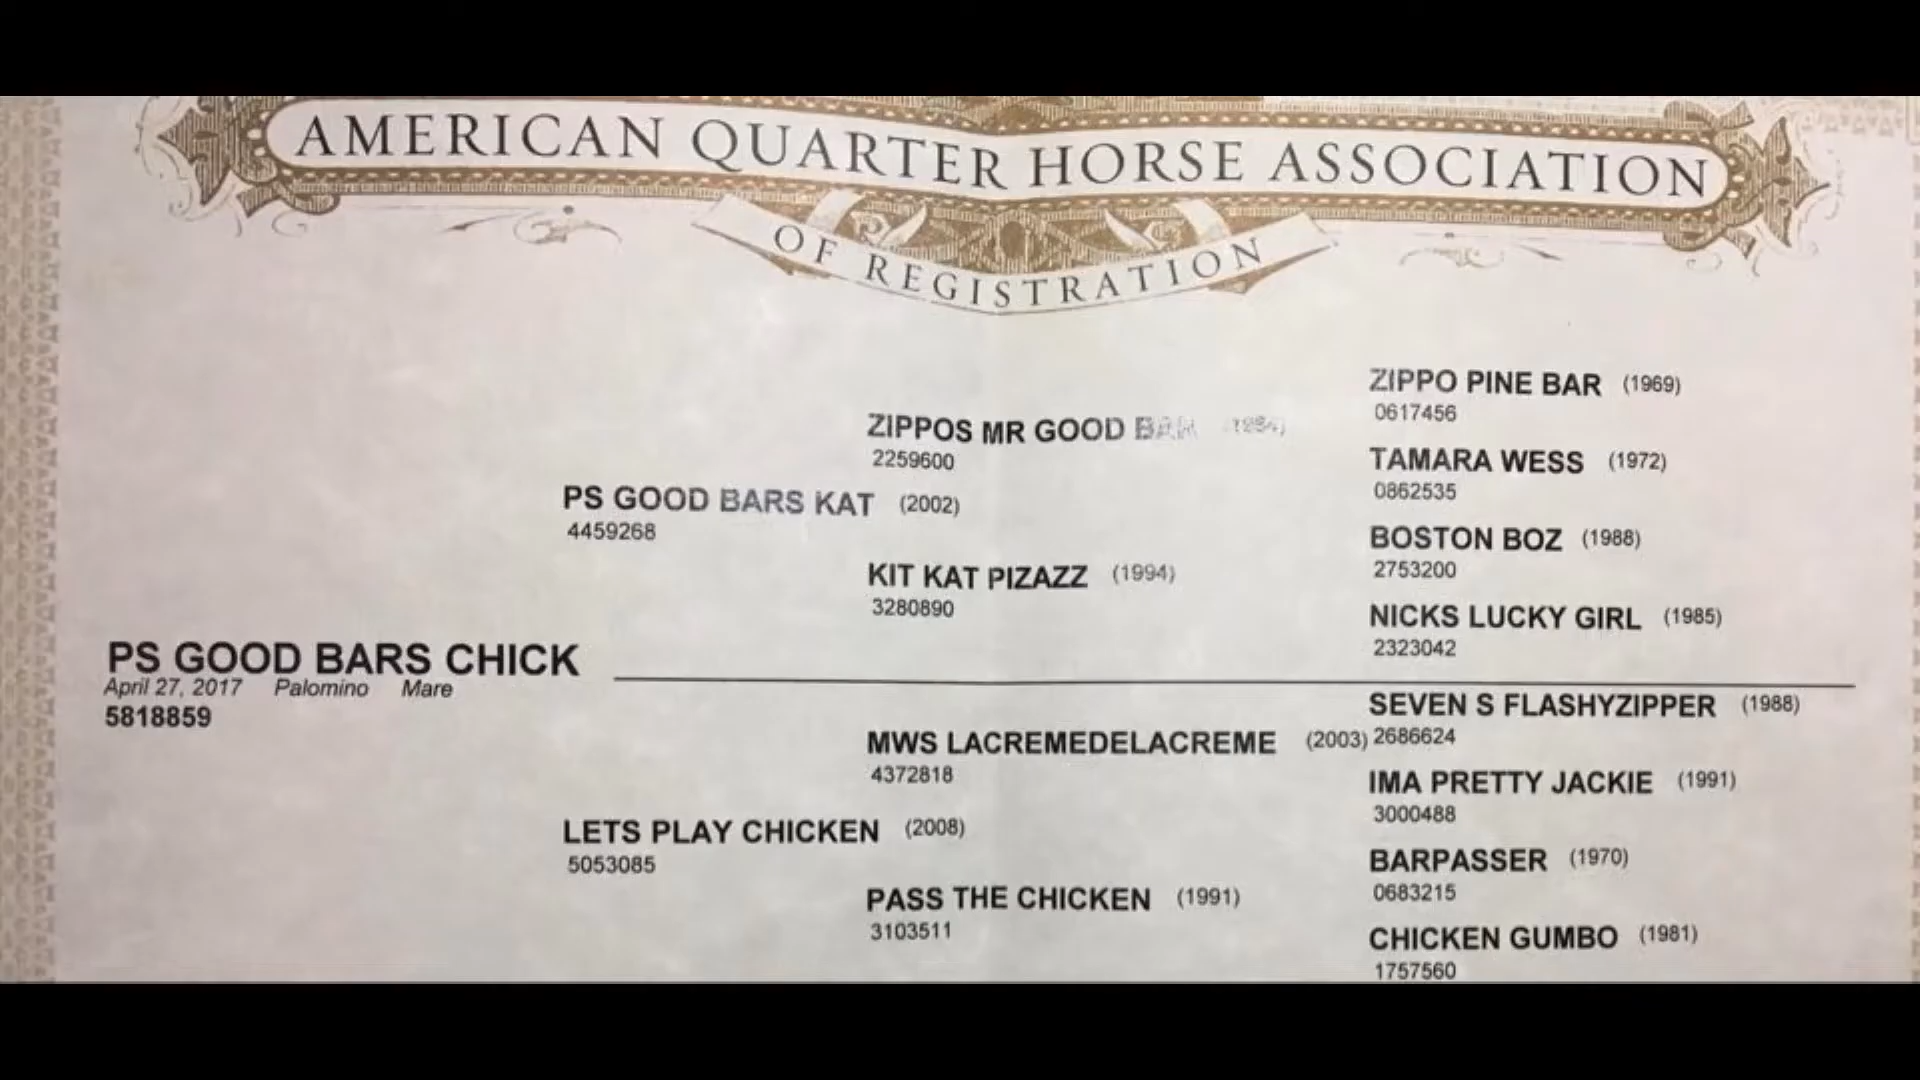 AMERICAN QUARTER HORSE ASSOCIATION
OF REGISTRATION
ZIPPO PINE BAR (1969)
0617456
ZIPPOS MR GOOD BAR (1984)
2259600
TAMARA WESS (1972)
0862535
PS GOOD BARS KAT (2002)
4459268
BOSTON BOZ (1988)
2753200
KIT KAT PIZAZZ (1994)
3280890
NICKS LUCKY GIRL (1985)
2323042
PS GOOD BARS CHICK
April 27, 2017 Palomino Mare
5818859
SEVEN S FLASHYZIPPER (1988)
2686624
MWS LACREMEDELACREME (2003)
4372818
IMA PRETTY JACKIE (1991)
3000488
LETS PLAY CHICKEN (2008)
5053085
BARPASSER (1970)
0683215
PASS THE CHICKEN (1991)
3103511
CHICKEN GUMBO (1981)
1757560